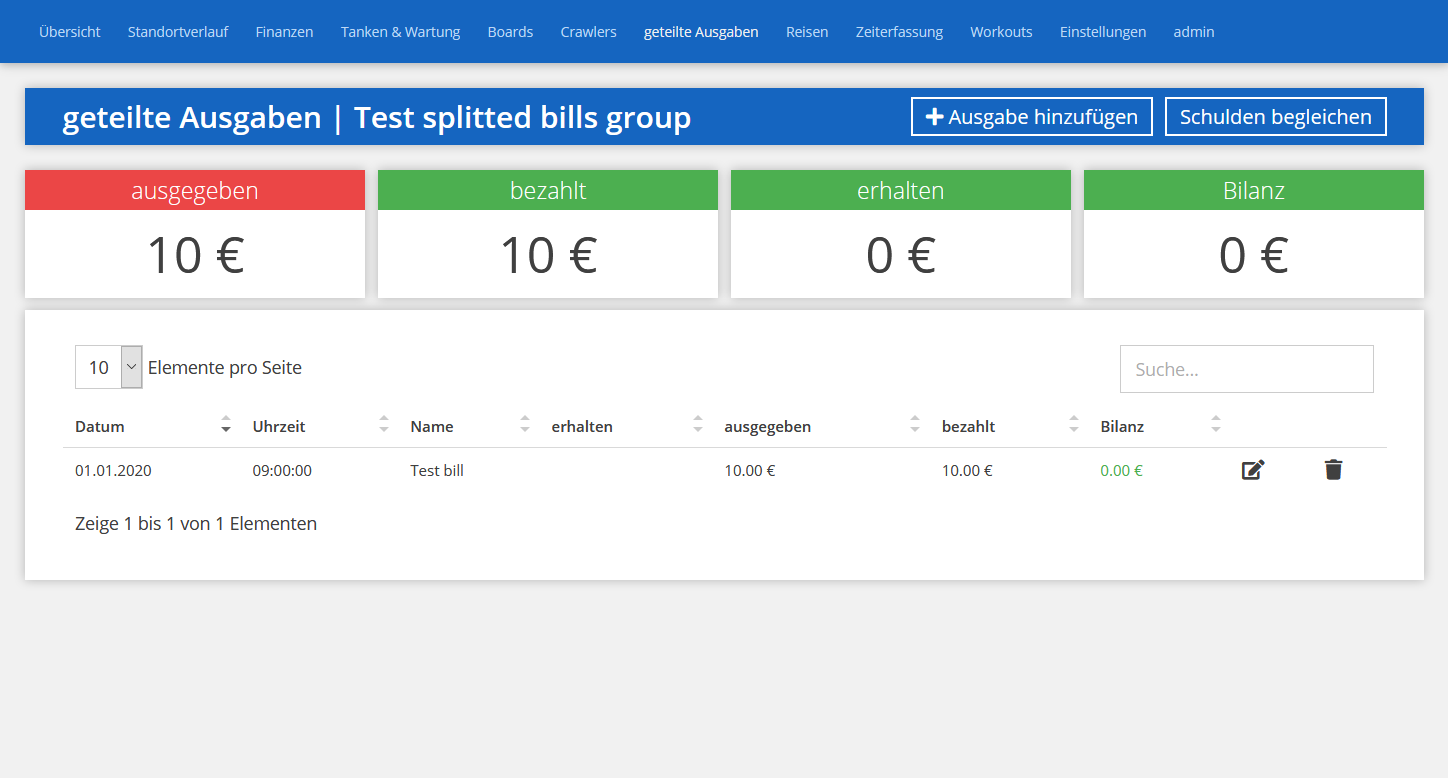 Übersicht Standortverlauf Finanzen Tanken & Wartung Boards Crawlers geteilte Ausgaben Reisen Zeiterfassung Workouts Einstellungen admin
geteilte Ausgaben | Test splitted bills group Ausgabe hinzufügen Schulden begleichen
ausgegeben bezahlt erhalten Bilanz
10 € 10 € 0 € 0 €
10 Elemente pro Seite Suche...
Datum Uhrzeit Name erhalten ausgegeben bezahlt Bilanz
01.01.2020 09:00:00 Test bill 10.00 € 10.00 € 0.00 €
Zeige 1 bis 1 von 1 Elementen